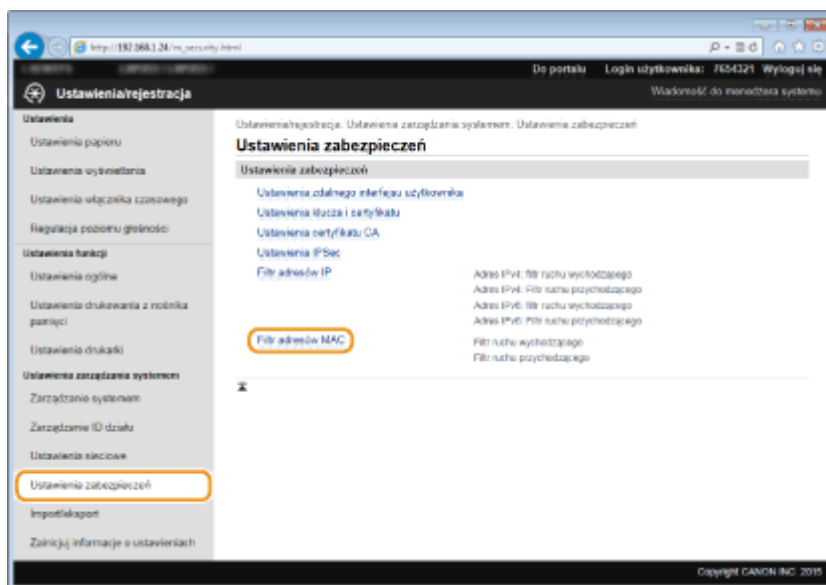 http://192.168.1.24/m_security.html
Do portalu Login użytkownika: 7654321 Wyloguj się
Ustawienia/rejestracja
Wiadomość do menedżera systemu
Ustawienia
Ustawienia papieru
Ustawienia wyświetlania
Ustawienia włącznika czasowego
Regulacja poziomu głośności
Ustawienia funkcji
Ustawienia ogólne
Ustawienia drukowania z nośnika
pamięci
Ustawienia drukarki
Ustawienia zarządzania systemem
Zarządzanie systemem
Zarządzanie ID działu
Ustawienia sieciowe
Ustawienia zabezpieczeń
Import/eksport
Zainicjuj informacje o ustawieniach
Ustawienia/rejestracja: Ustawienia zarządzania systemem: Ustawienia zabezpieczeń
Ustawienia zabezpieczeń
Ustawienia zabezpieczeń
Ustawienia zdalnego interfejsu użytkownika
Ustawienia klucza i certyfikatu
Ustawienia certyfikatu CA
Ustawienia IPSec
Filtr adresów IP
Adres IPv4: filtr ruchu wychodzącego
Adres IPv4: Filtr ruchu przychodzącego
Adres IPv6: filtr ruchu wychodzącego
Adres IPv6: Filtr ruchu przychodzącego
Filtr adresów MAC
Filtr ruchu wychodzącego
Filtr ruchu przychodzącego
Copyright CANON INC. 2015